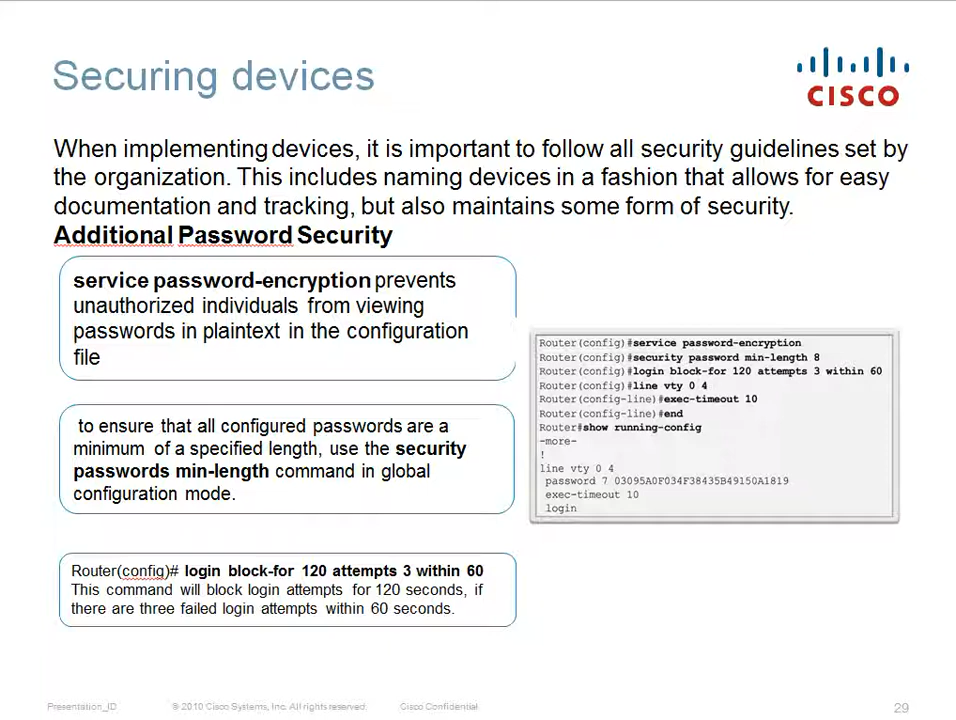 Securing devices
CISCO
When implementing devices, it is important to follow all security guidelines set by
the organization. This includes naming devices in a fashion that allows for easy
documentation and tracking, but also maintains some form of security.
Additional Password Security
service password-encryption prevents
unauthorized individuals from viewing
passwords in plaintext in the configuration
file
to ensure that all configured passwords are a
minimum of a specified length, use the security
passwords min-length command in global
configuration mode.
Router(config)# login block-for 120 attempts 3 within 60
This command will block login attempts for 120 seconds, if
there are three failed login attempts within 60 seconds.
Router(config)#service password-encryption
Router(config)#security password min-length 8
Router(config)#login block-for 120 attempts 3 within 60
Router(config)#line vty 0 4
Router(config-line)#exec-timeout 10
Router(config-line)#end
Router#show running-config
-more-
!
line vty 0 4
password 7 03095A0F034F38435B49150A1819
exec-timeout 10
login
Presentation_ID
© 2010 Cisco Systems, Inc. All rights reserved.
Cisco Confidential
29